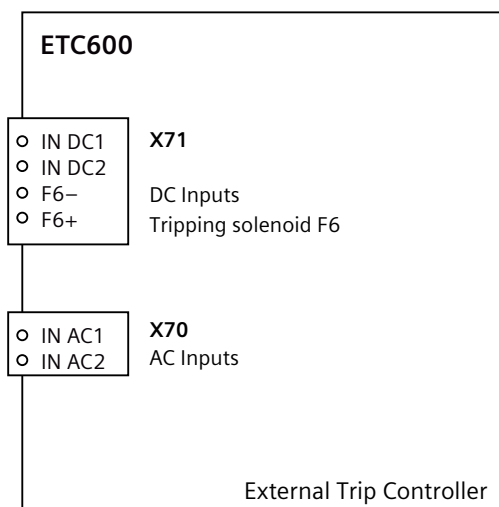 ETC600
IN DC1
X71
IN DC2
F6−
DC Inputs
F6+
Tripping solenoid F6
IN AC1
X70
IN AC2
AC Inputs
External Trip Controller